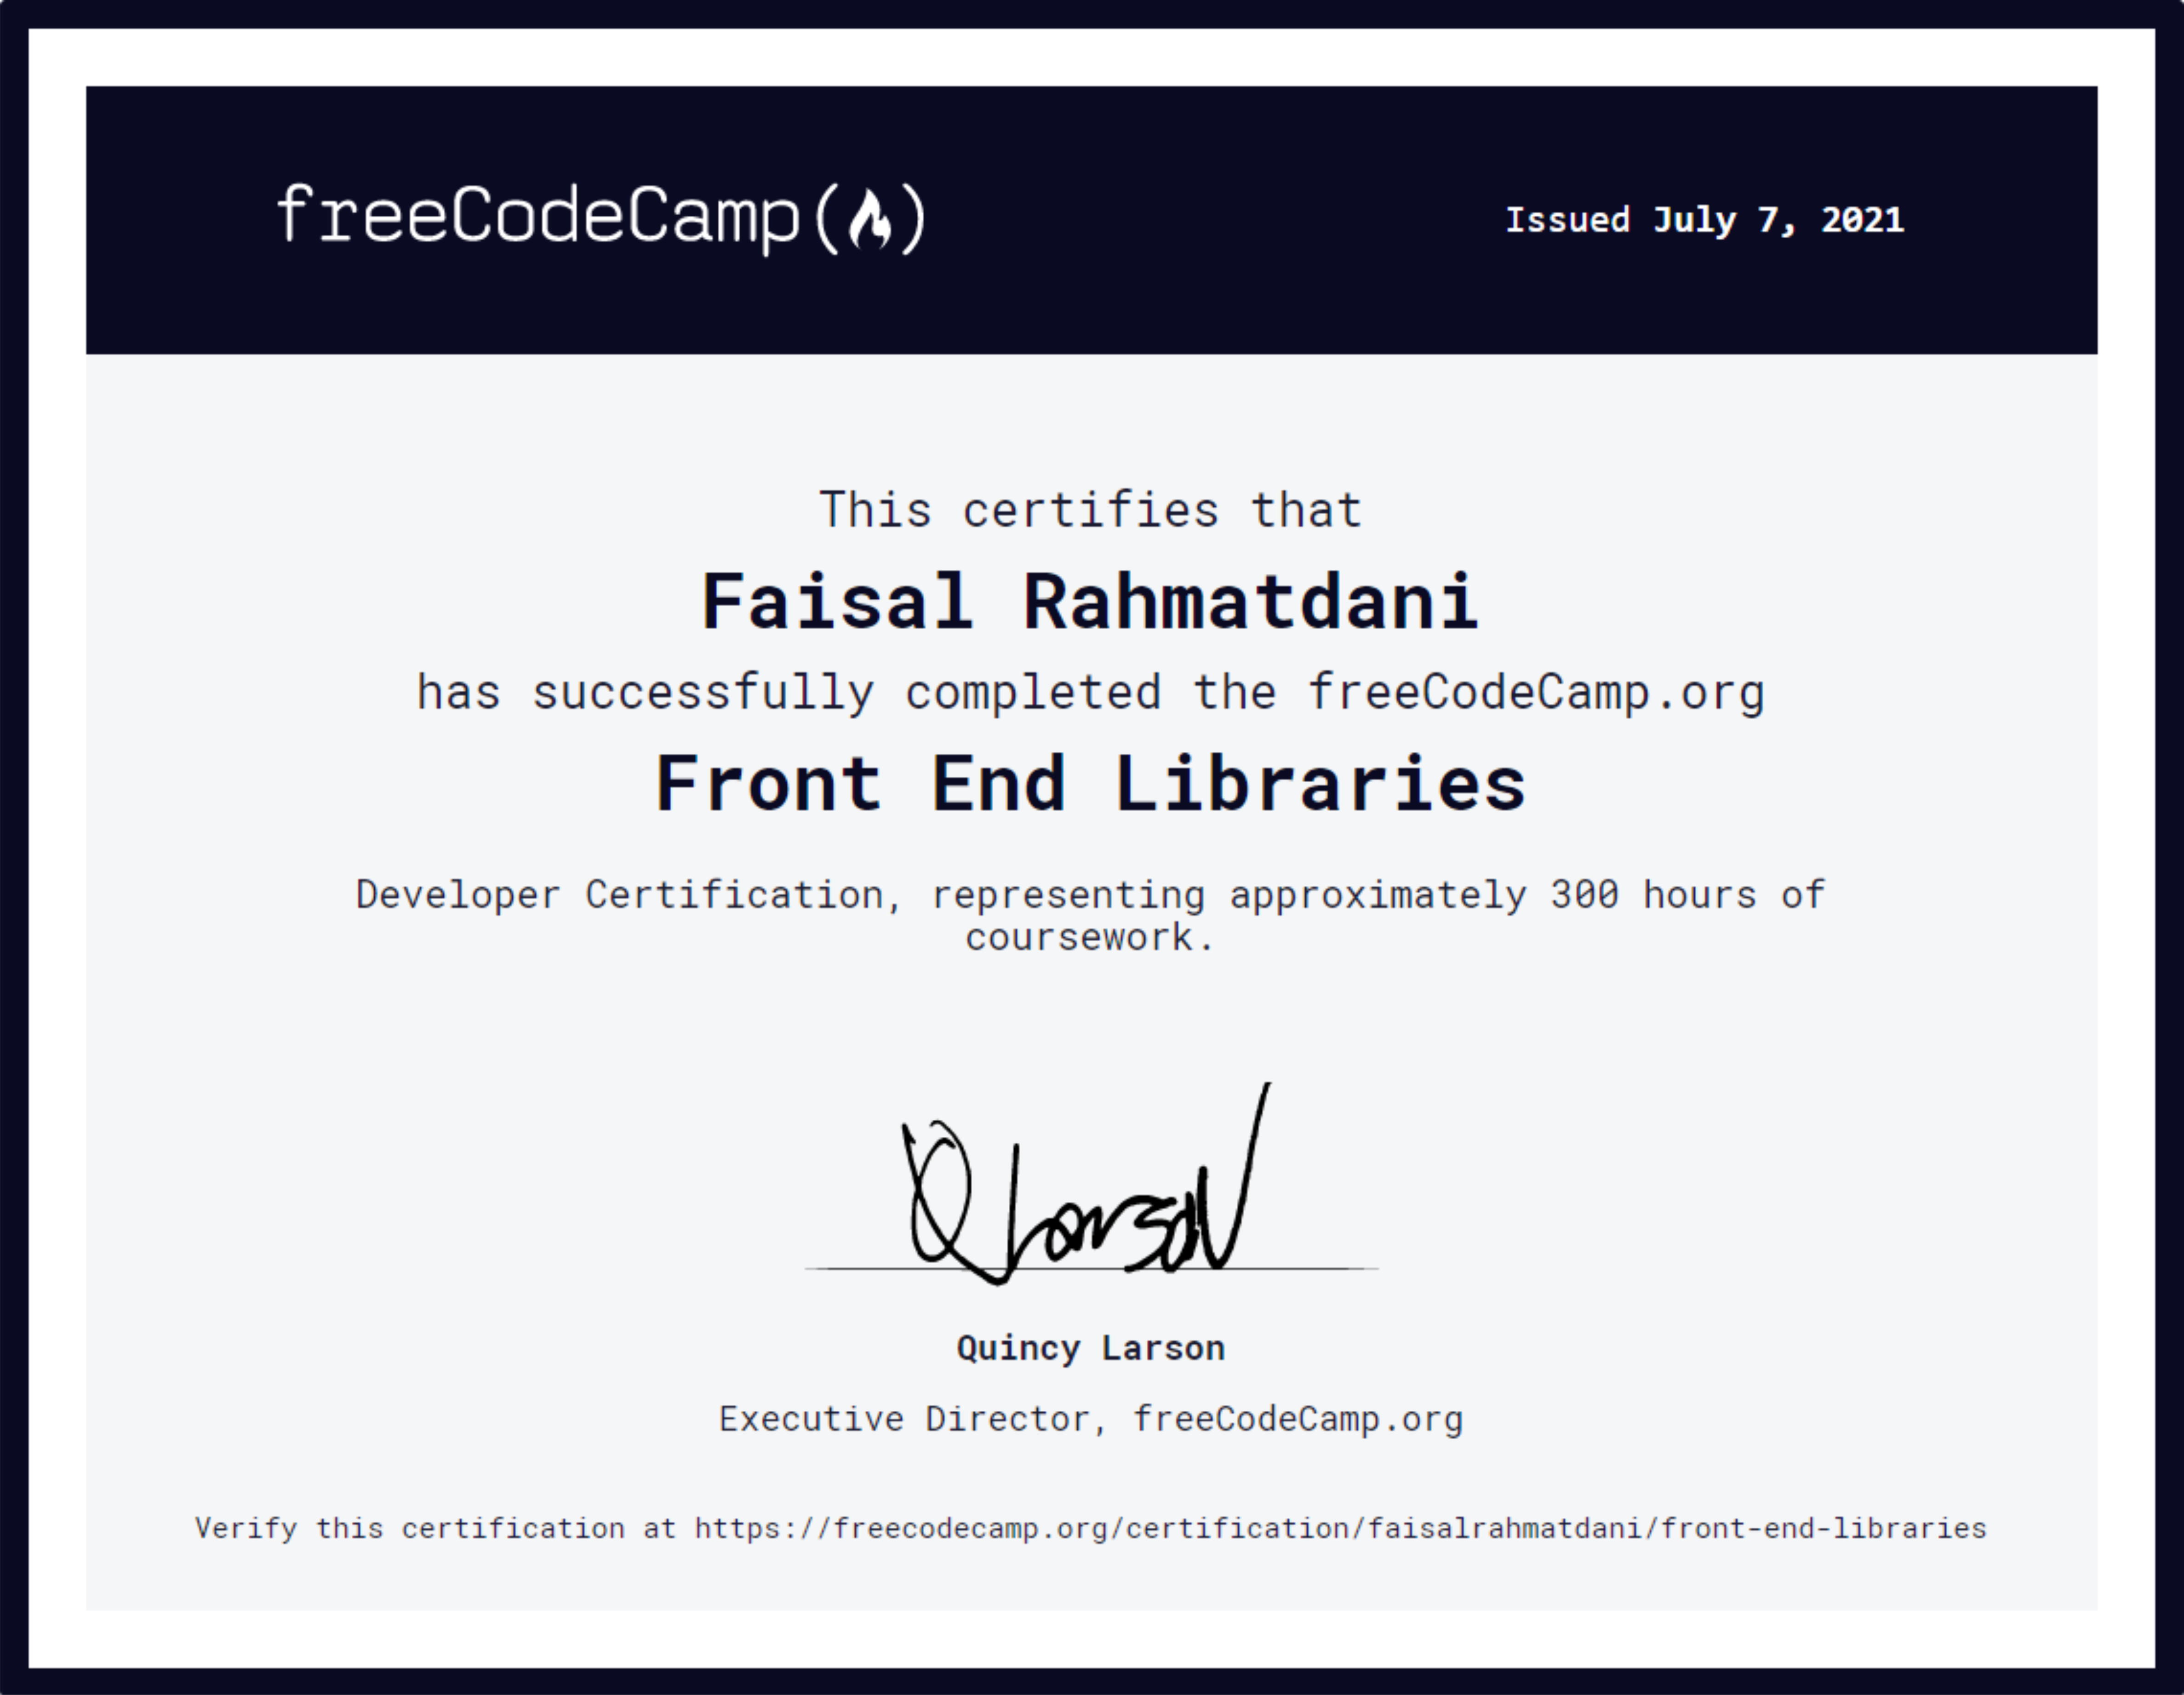 freeCodeCamp(🔥)
Issued July 7, 2021
This certifies that
Faisal Rahmatdani
has successfully completed the freeCodeCamp.org
Front End Libraries
Developer Certification, representing approximately 300 hours of
coursework.
Q Larson
Quincy Larson
Executive Director, freeCodeCamp.org
Verify this certification at https://freecodecamp.org/certification/faisalrahmatdani/front-end-libraries